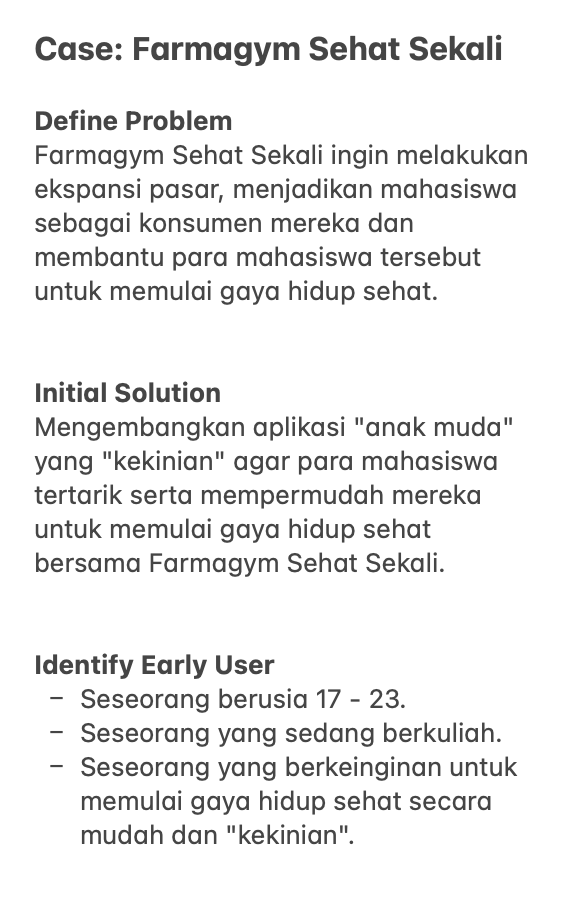 Case: Farmagym Sehat Sekali
Define Problem
Farmagym Sehat Sekali ingin melakukan
ekspansi pasar, menjadikan mahasiswa
sebagai konsumen mereka dan
membantu para mahasiswa tersebut
untuk memulai gaya hidup sehat.
Initial Solution
Mengembangkan aplikasi "anak muda"
yang "kekinian" agar para mahasiswa
tertarik serta mempermudah mereka
untuk memulai gaya hidup sehat
bersama Farmagym Sehat Sekali.
Identify Early User
– Seseorang berusia 17 - 23.
– Seseorang yang sedang berkuliah.
– Seseorang yang berkeinginan untuk
memulai gaya hidup sehat secara
mudah dan "kekinian".